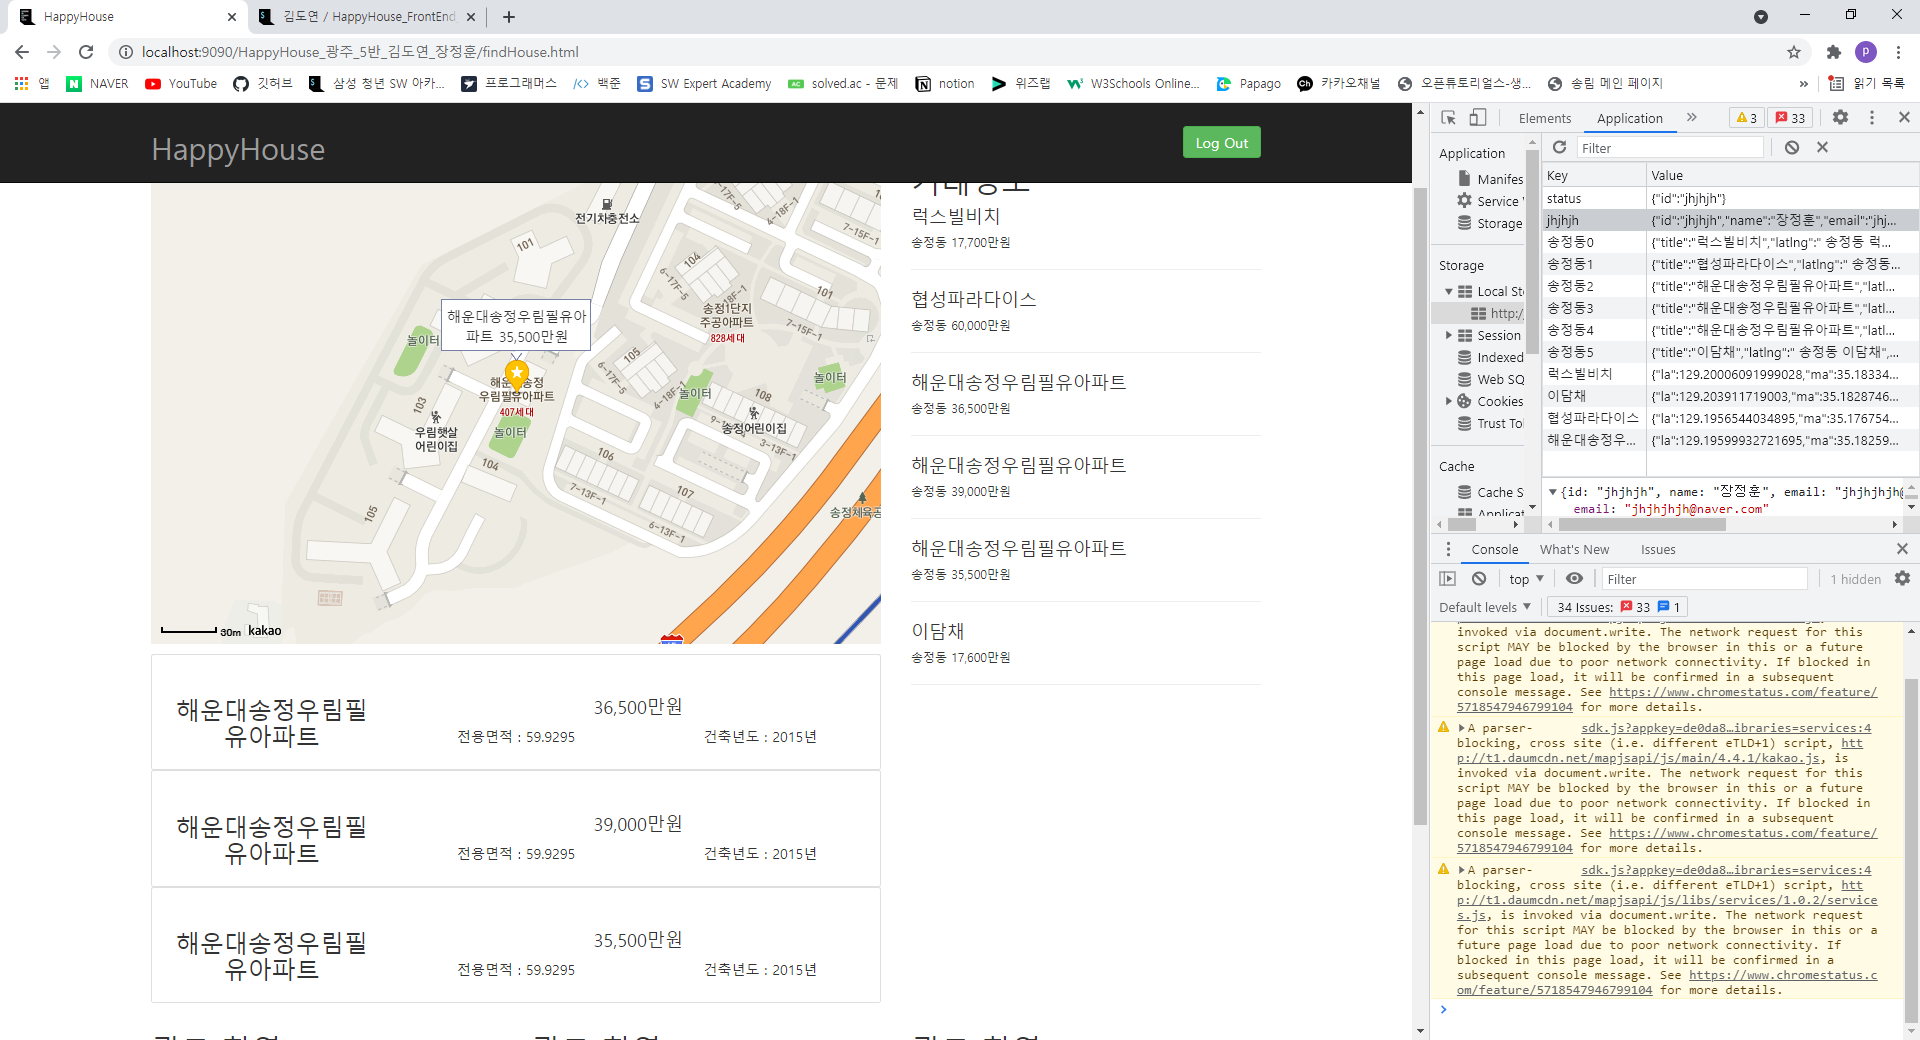 HappyHouse
김도연 / HappyHouse_FrontEnd
localhost:9090/HappyHouse_광주_5반_김도연_장정훈/findHouse.html
P
앱
NAVER
YouTube
깃허브
삼성 청년 SW 아카...
프로그래머스
백준
SW Expert Academy
solved.ac - 문제
notion
위즈랩
W3Schools Online...
Papago
카카오채널
오픈튜토리얼스-생...
송림 메인 페이지
읽기 목록
HappyHouse
Log Out
전기차충전소
101
104
4-18F-1
6-17F-5
7-15F-1
101
송정1단지
주공아파트
828세대
7-15F-1
해운대송정우림필유아
파트 35,500만원
놀이터
105
6-17F-5
4-18F-1
해운대송정
우림필유아파트
407세대
놀이터
103
우림햇살
어린이집
놀이터
놀이터
108
송정어린이집
3-13F-1
104
106
7-13F-1
107
6-13F-1
105
송정체육공
30m kakao
럭스빌비치
송정동 17,700만원
협성파라다이스
송정동 60,000만원
해운대송정우림필유아파트
송정동 36,500만원
해운대송정우림필유아파트
송정동 39,000만원
해운대송정우림필유아파트
송정동 35,500만원
이담채
송정동 17,600만원
해운대송정우림필
유아파트
36,500만원
전용면적 : 59.9295
건축년도 : 2015년
해운대송정우림필
유아파트
39,000만원
전용면적 : 59.9295
건축년도 : 2015년
해운대송정우림필
유아파트
35,500만원
전용면적 : 59.9295
건축년도 : 2015년
Elements
Application
3
33
Application
Manifes
Service
Storage
Storage
Local Sto
http:/
Session
Indexed
Web SQ
Cookies
Trust To
Cache
Cache S
Applicat
Filter
Key Value
status {"id":"jhjhjh"}
jhjhjh {"id":"jhjhjh","name":"장정훈","email":"jhj...
송정동0 {"title":"럭스빌비치","latlng":" 송정동 럭...
송정동1 {"title":"협성파라다이스","latlng":" 송정동...
송정동2 {"title":"해운대송정우림필유아파트","latl...
송정동3 {"title":"해운대송정우림필유아파트","latl...
송정동4 {"title":"해운대송정우림필유아파트","latl...
송정동5 {"title":"이담채","latlng":" 송정동 이담채",...
럭스빌비치 {"la":129.20006091999028,"ma":35.18334...
이담채 {"la":129.203911719003,"ma":35.1828746...
협성파라다이스 {"la":129.1956544034895,"ma":35.176754...
해운대송정우... {"la":129.19599932721695,"ma":35.18259...
{id: "jhjhjh", name: "장정훈", email: "jhjhjhjh@
email: "jhjhjhjh@naver.com"
Console
What's New
Issues
top
Filter
1 hidden
Default levels
34 Issues:
33
1
invoked via document.write. The network request for this
script MAY be blocked by the browser in this or a future
page load due to poor network connectivity. If blocked in
this page load, it will be confirmed in a subsequent
console message. See https://www.chromestatus.com/feature/
5718547946799104 for more details.
A parser- sdk.js?appkey=de0da8…ibraries=services:4
blocking, cross site (i.e. different eTLD+1) script, htt
p://t1.daumcdn.net/mapjsapi/js/main/4.4.1/kakao.js, is
invoked via document.write. The network request for this
script MAY be blocked by the browser in this or a future
page load due to poor network connectivity. If blocked in
this page load, it will be confirmed in a subsequent
console message. See https://www.chromestatus.com/feature/
5718547946799104 for more details.
A parser- sdk.js?appkey=de0da8…ibraries=services:4
blocking, cross site (i.e. different eTLD+1) script, htt
p://t1.daumcdn.net/mapjsapi/js/libs/services/1.0.2/service
s.js, is invoked via document.write. The network request
for this script MAY be blocked by the browser in this or a
future page load due to poor network connectivity. If
blocked in this page load, it will be confirmed in a
subsequent console message. See https://www.chromestatus.c
om/feature/5718547946799104 for more details.